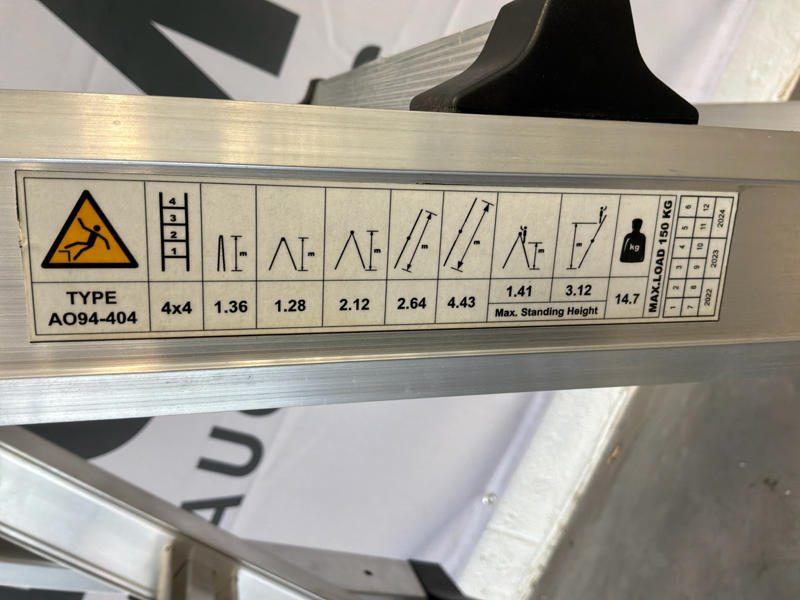 4
3
2
1
m
m
m
m
m
m
m
kg
TYPE
AO94-404
4x4
1.36
1.28
2.12
2.64
4.43
1.41
3.12
Max. Standing Height
14.7
MAX.LOAD 150 KG
1 2 3 4 5 6
7 8 9 10 11 12
2022 2023 2024
AU